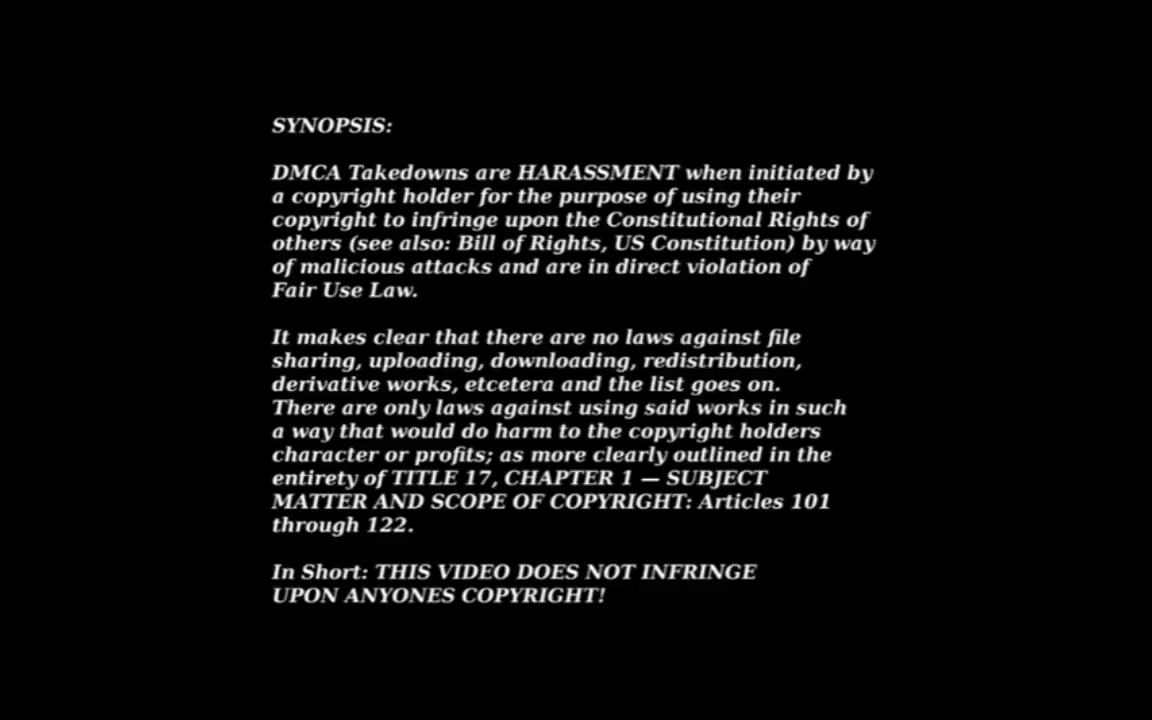 SYNOPSIS:
DMCA Takedowns are HARASSMENT when initiated by
a copyright holder for the purpose of using their
copyright to infringe upon the Constitutional Rights of
others (see also: Bill of Rights, US Constitution) by way
of malicious attacks and are in direct violation of
Fair Use Law.
It makes clear that there are no laws against file
sharing, uploading, downloading, redistribution,
derivative works, etcetera and the list goes on.
There are only laws against using said works in such
a way that would do harm to the copyright holders
character or profits; as more clearly outlined in the
entirety of TITLE 17, CHAPTER 1 — SUBJECT
MATTER AND SCOPE OF COPYRIGHT: Articles 101
through 122.
In Short: THIS VIDEO DOES NOT INFRINGE
UPON ANYONES COPYRIGHT!